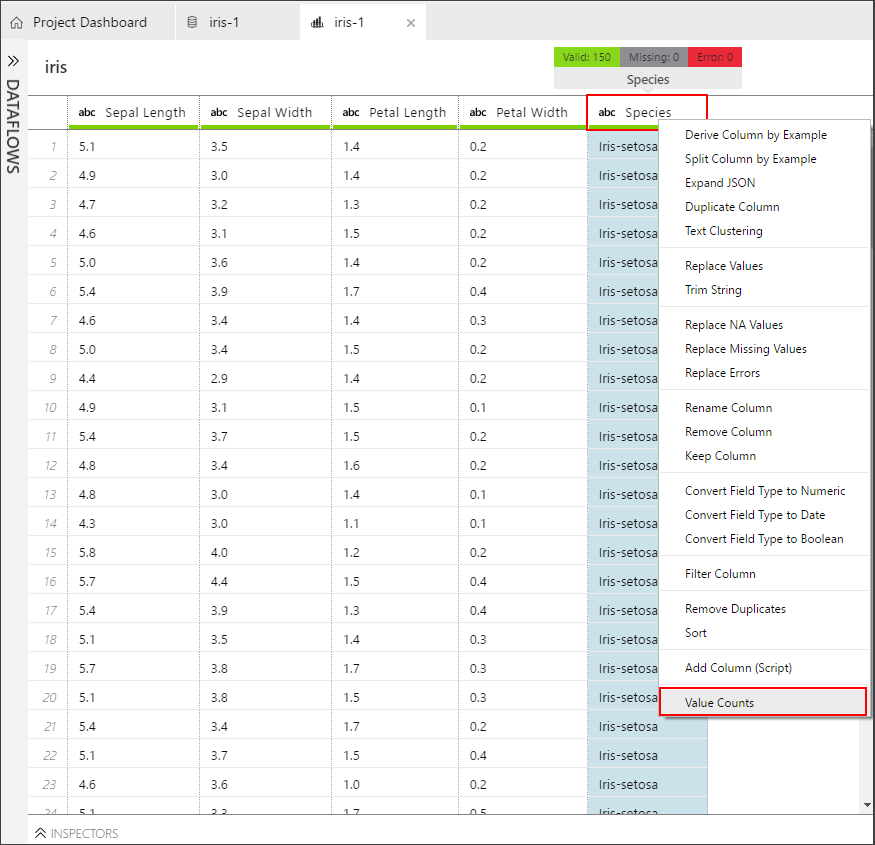 Project Dashboard iris-1 iris-1
DATAFLOWS
iris
Valid: 150 Missing: 0 Error: 0
Species
abc Sepal Length abc Sepal Width abc Petal Length abc Petal Width abc Species
1 5.1 3.5 1.4 0.2 Iris-setosa
2 4.9 3.0 1.4 0.2 Iris-setosa
3 4.7 3.2 1.3 0.2 Iris-setosa
4 4.6 3.1 1.5 0.2 Iris-setosa
5 5.0 3.6 1.4 0.2 Iris-setosa
6 5.4 3.9 1.7 0.4 Iris-setosa
7 4.6 3.4 1.4 0.3 Iris-setosa
8 5.0 3.4 1.5 0.2 Iris-setosa
9 4.4 2.9 1.4 0.2 Iris-setosa
10 4.9 3.1 1.5 0.1 Iris-setosa
11 5.4 3.7 1.5 0.2 Iris-setosa
12 4.8 3.4 1.6 0.2 Iris-setosa
13 4.8 3.0 1.4 0.1 Iris-setosa
14 4.3 3.0 1.1 0.1 Iris-setosa
15 5.8 4.0 1.2 0.2 Iris-setosa
16 5.7 4.4 1.5 0.4 Iris-setosa
17 5.4 3.9 1.3 0.4 Iris-setosa
18 5.1 3.5 1.4 0.3 Iris-setosa
19 5.7 3.8 1.7 0.3 Iris-setosa
20 5.1 3.8 1.5 0.3 Iris-setosa
21 5.4 3.4 1.7 0.2 Iris-setosa
22 5.1 3.7 1.5 0.4 Iris-setosa
23 4.6 3.6 1.0 0.2 Iris-setosa
24 5.1 3.3 1.7 0.5 Iris-setosa
Derive Column by Example
Split Column by Example
Expand JSON
Duplicate Column
Text Clustering
Replace Values
Trim String
Replace NA Values
Replace Missing Values
Replace Errors
Rename Column
Remove Column
Keep Column
Convert Field Type to Numeric
Convert Field Type to Date
Convert Field Type to Boolean
Filter Column
Remove Duplicates
Sort
Add Column (Script)
Value Counts
INSPECTORS